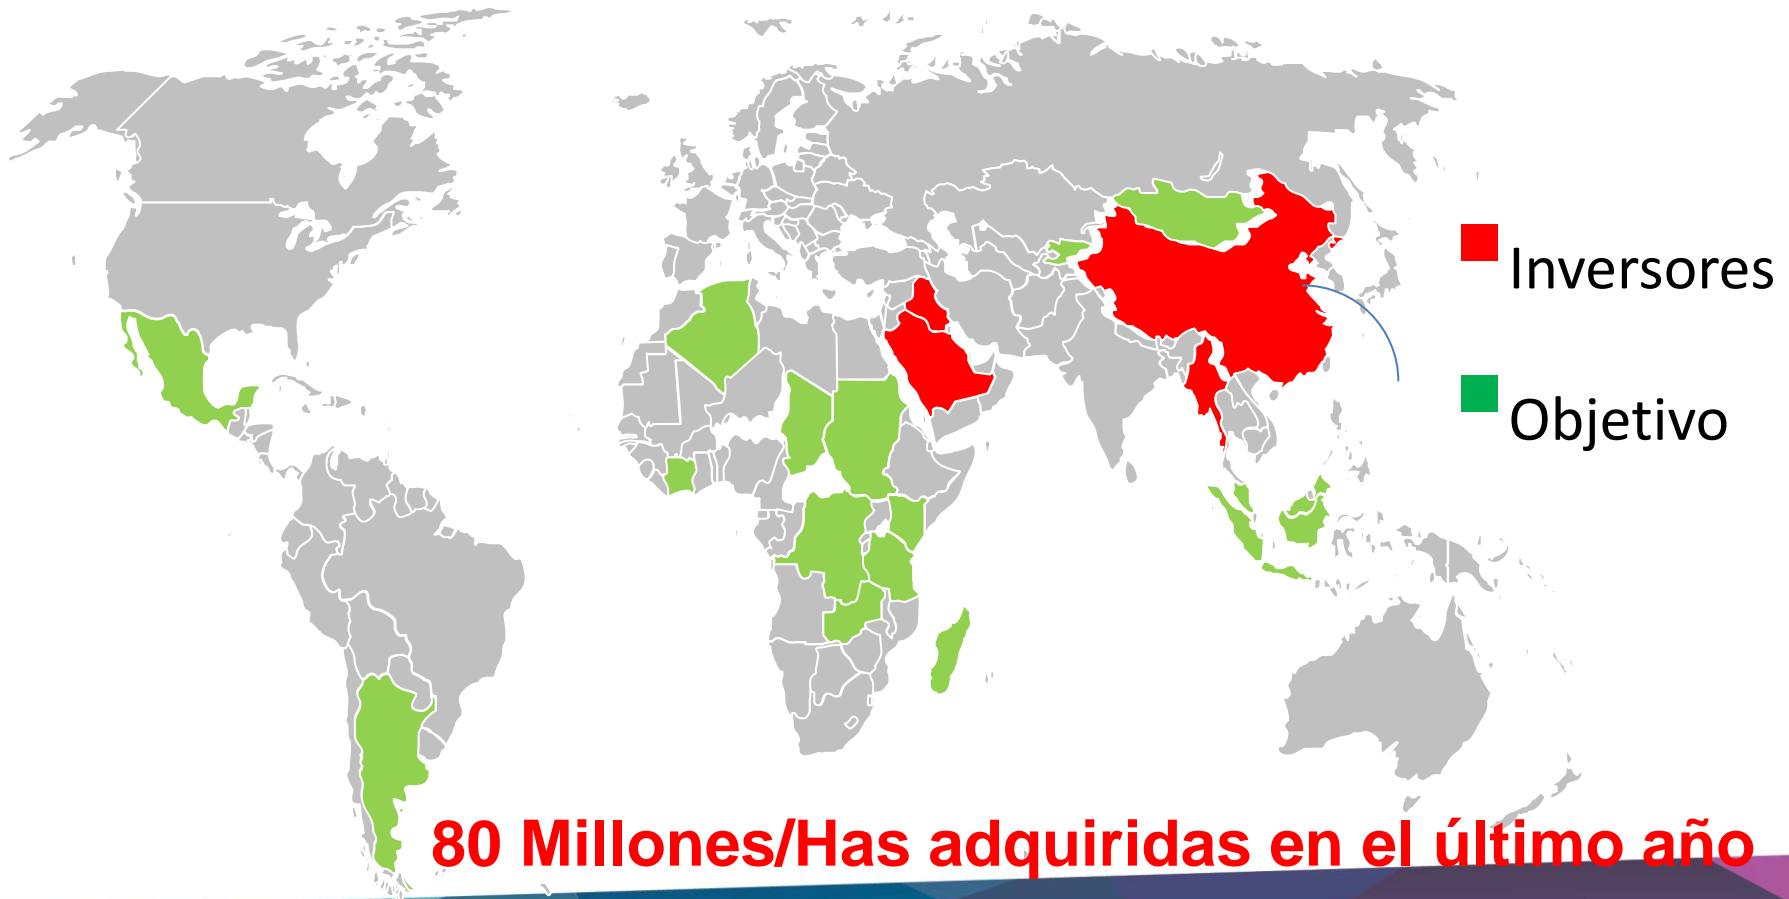 Inversores
Objetivo
80 Millones/Has adquiridas en el último año